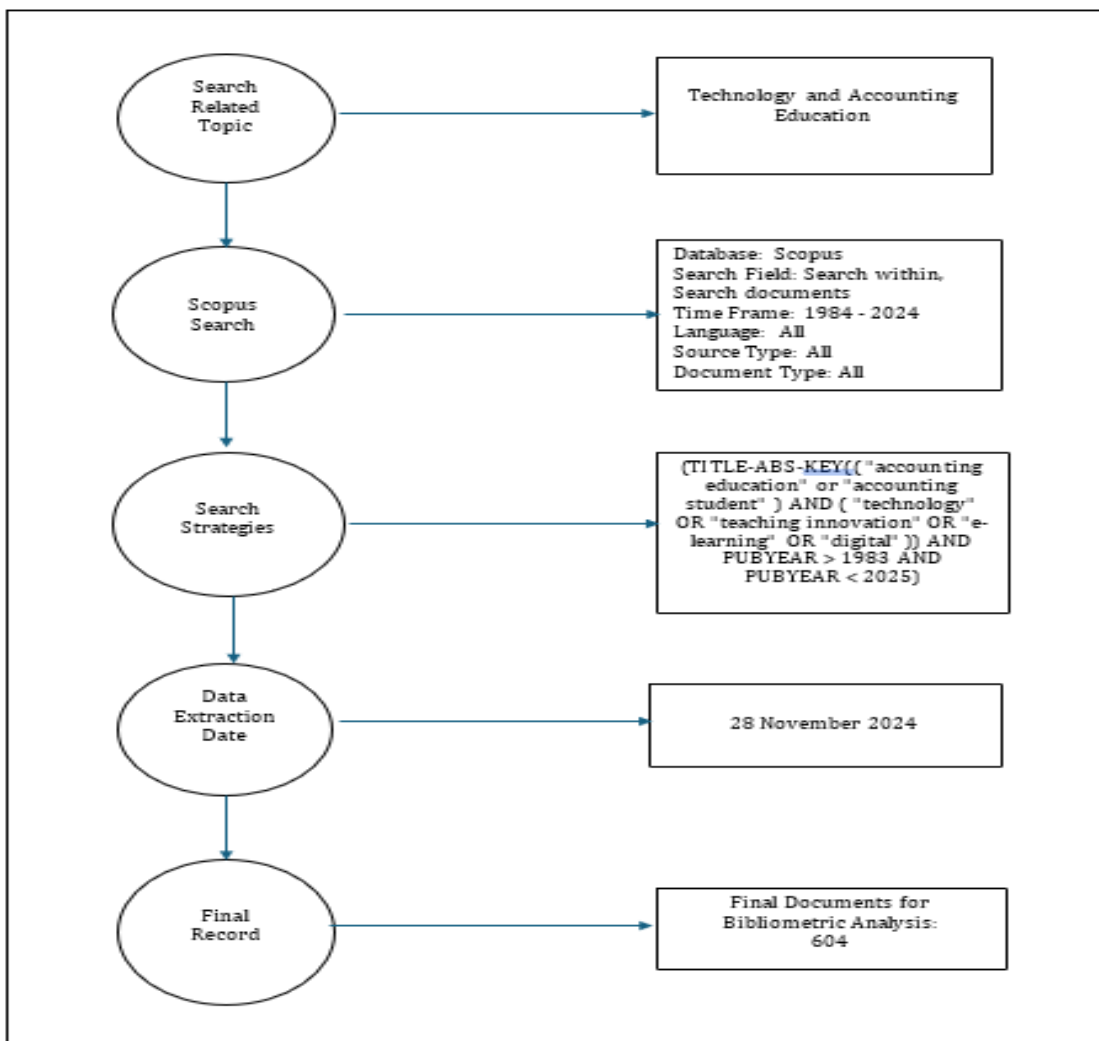 Search
Related
Topic
Technology and Accounting
Education
Scopus
Search
Database: Scopus
Search Field: Search within,
Search documents
Time Frame: 1984 - 2024
Language: All
Source Type: All
Document Type: All
Search
Strategies
(TITLE-ABS-KEY(( "accounting
education" or "accounting
student" ) AND ( "technology"
OR "teaching innovation" OR "e-
learning" OR "digital" )) AND
PUBYEAR > 1983 AND
PUBYEAR < 2025)
Data
Extraction
Date
28 November 2024
Final
Record
Final Documents for
Bibliometric Analysis:
604